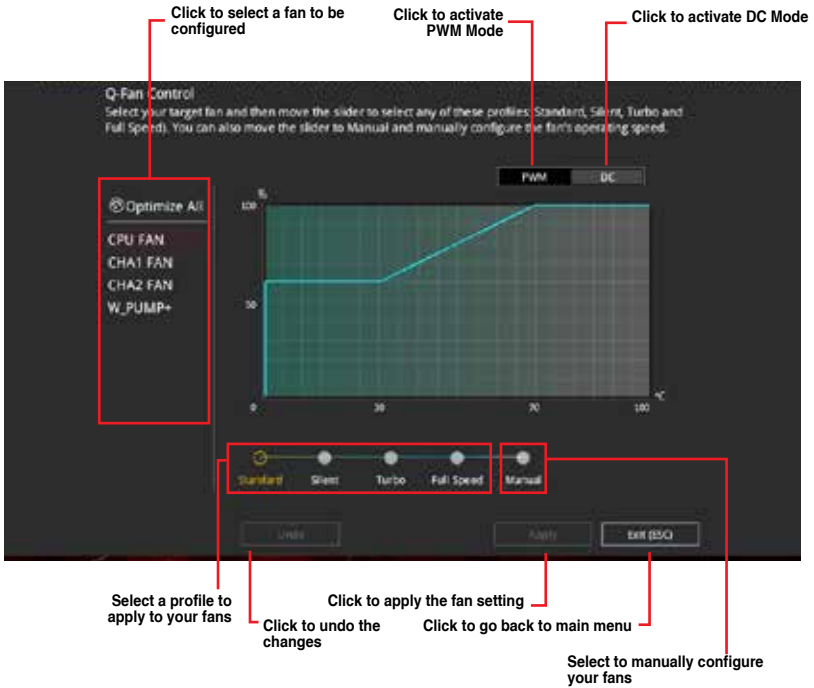 Click to select a fan to be
configured
Click to activate
PWM Mode
Click to activate DC Mode
Q-Fan Control
Select your target fan and then move the slider to select any of these profiles: Standard, Silent, Turbo and
Full Speed). You can also move the slider to Manual and manually configure the fan's operating speed.
PWM
DC
Optimize All
CPU FAN
CHA1 FAN
CHA2 FAN
W_PUMP+
%
100
50
0
30
70
100
°C
Standard
Silent
Turbo
Full Speed
Manual
Undo
Apply
Exit (ESC)
Select a profile to
apply to your fans
Click to undo the
changes
Click to apply the fan setting
Click to go back to main menu
Select to manually configure
your fans